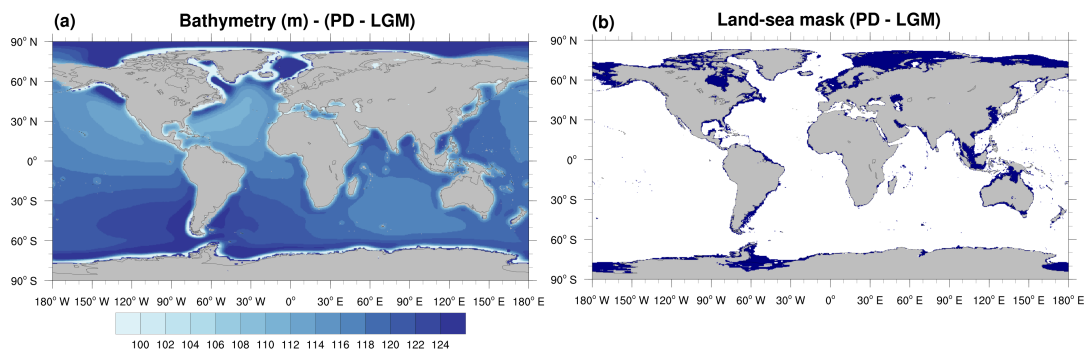 (a) Bathymetry (m) - (PD - LGM)
90° N
60° N
30° N
0°
30° S
60° S
90° S
180° W 150° W 120° W 90° W 60° W 30° W 0° 30° E 60° E 90° E 120° E 150° E 180° E
100 102 104 106 108 110 112 114 116 118 120 122 124
(b) Land-sea mask (PD - LGM)
90° N
60° N
30° N
0°
30° S
60° S
90° S
180° W 150° W 120° W 90° W 60° W 30° W 0° 30° E 60° E 90° E 120° E 150° E 180° E